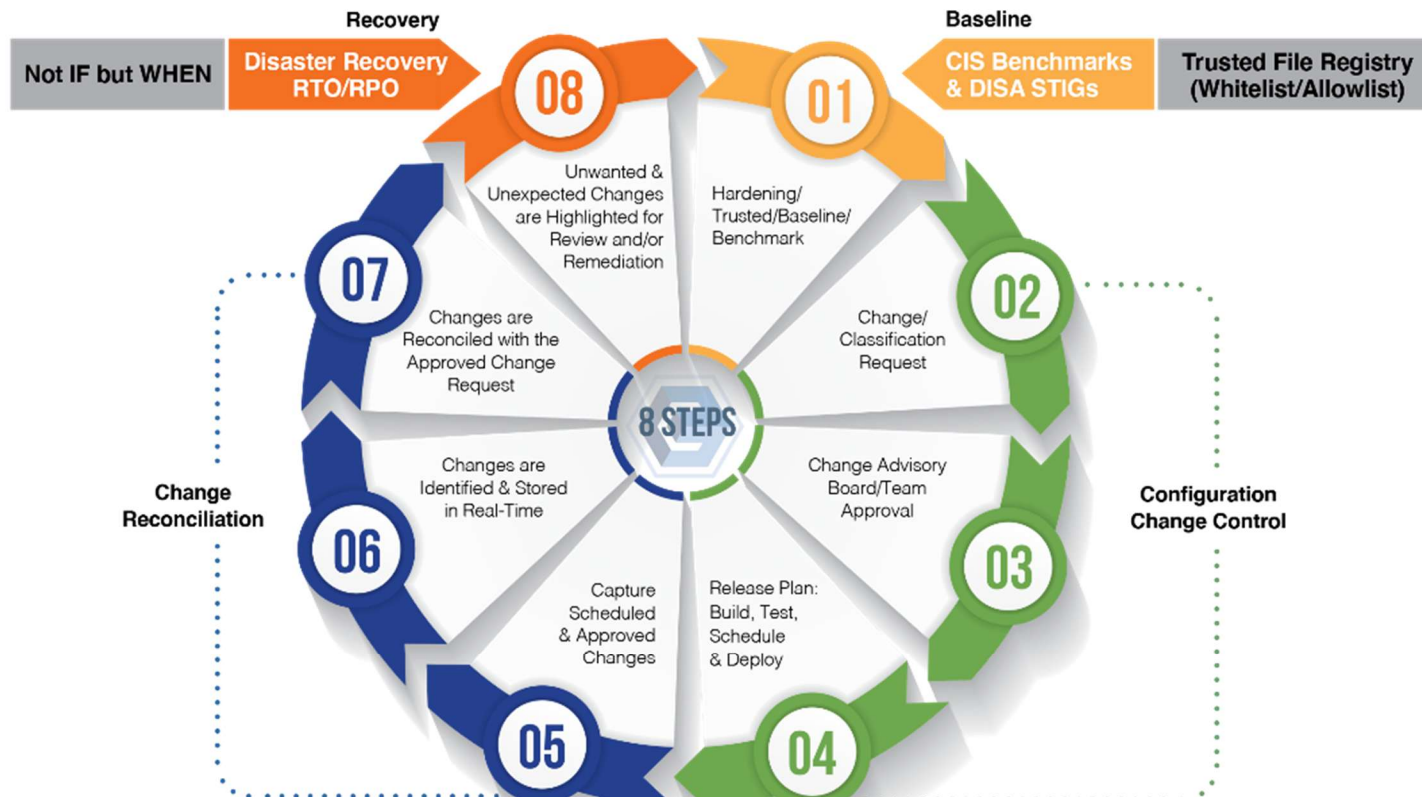 Recovery
Baseline
Not IF but WHEN
Disaster Recovery
RTO/RPO
CIS Benchmarks
& DISA STIGs
Trusted File Registry
(Whitelist/Allowlist)
01
Hardening/
Trusted/Baseline/
Benchmark
02
Change/
Classification
Request
03
Change Advisory
Board/Team
Approval
04
Release Plan:
Build, Test,
Schedule
& Deploy
05
Capture
Scheduled
& Approved
Changes
06
Changes are
Identified & Stored
in Real-Time
07
Changes are
Reconciled with the
Approved Change
Request
08
Unwanted &
Unexpected Changes
are Highlighted for
Review and/or
Remediation
8 STEPS
Change
Reconciliation
Configuration
Change Control